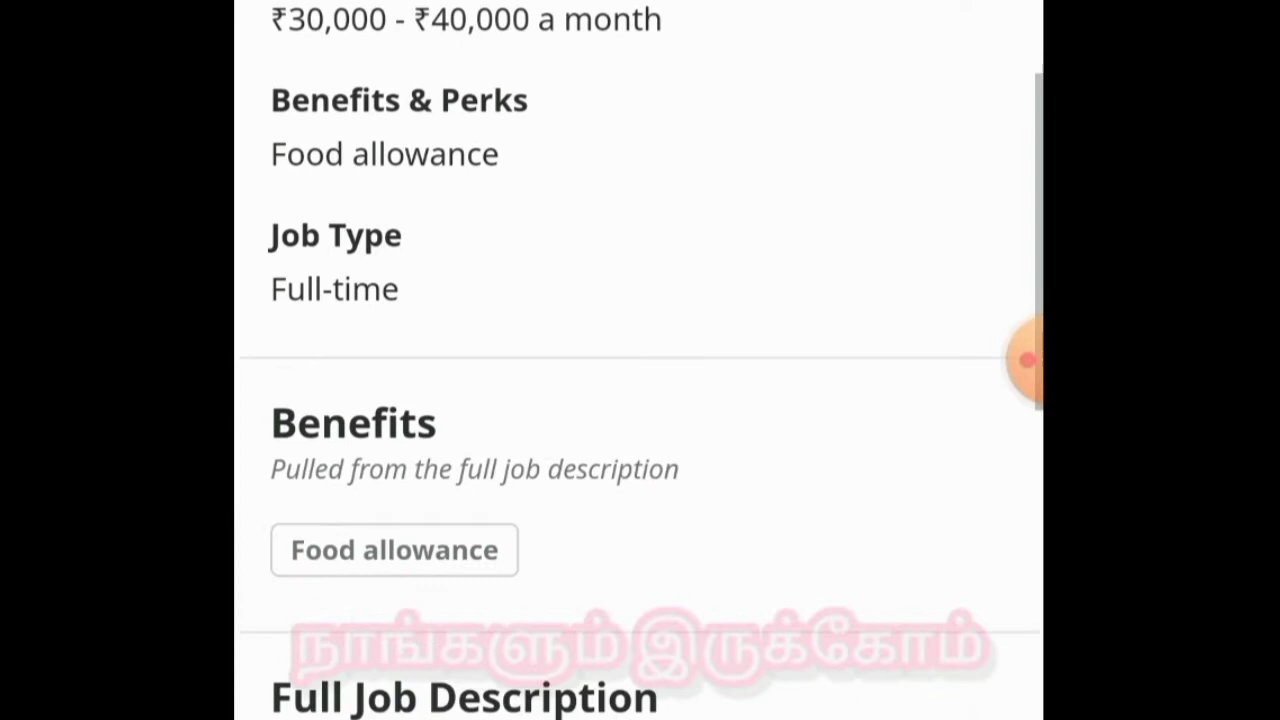 ₹30,000 - ₹40,000 a month
Benefits & Perks
Food allowance
Job Type
Full-time
Benefits
Pulled from the full job description
Food allowance
நாங்களும் இருக்கோம்
Full Job Description